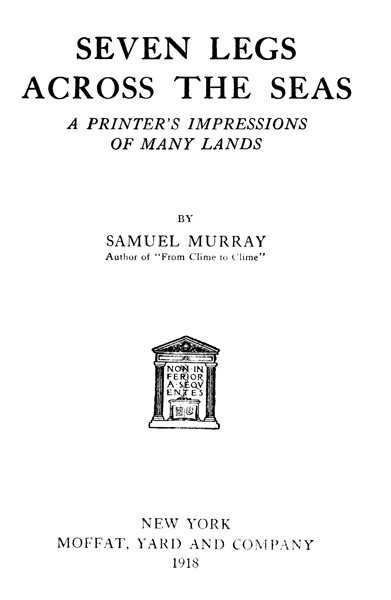 SEVEN LEGS
ACROSS THE SEAS
A PRINTER'S IMPRESSIONS
OF MANY LANDS
BY
SAMUEL MURRAY
Author of "From Clime to Clime"
NON IN
FERIOR
A SEQV
ENTES
NEW YORK
MOFFAT, YARD AND COMPANY
1918